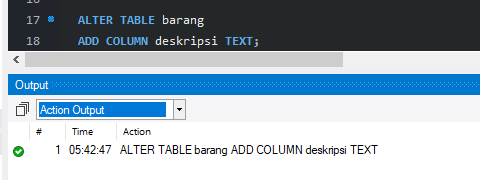 17 ALTER TABLE barang
18 ADD COLUMN deskripsi TEXT;
Output
Action Output
# Time Action
1 05:42:47 ALTER TABLE barang ADD COLUMN deskripsi TEXT